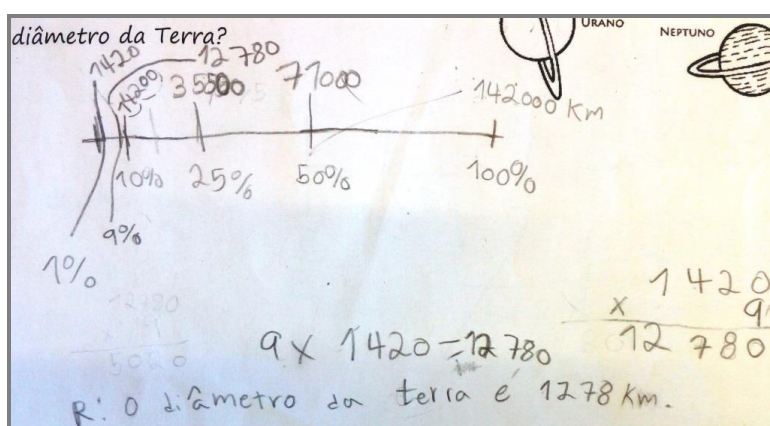 URANO
NEPTUNO
diâmetro da Terra?
1420
12 780
14200
35500
71000
142000 Km
10%
25%
50%
100%
9%
1%
1420
x 9
12 780
9 x 1420 = 12 780
R: O diâmetro da terra é 1278 Km.